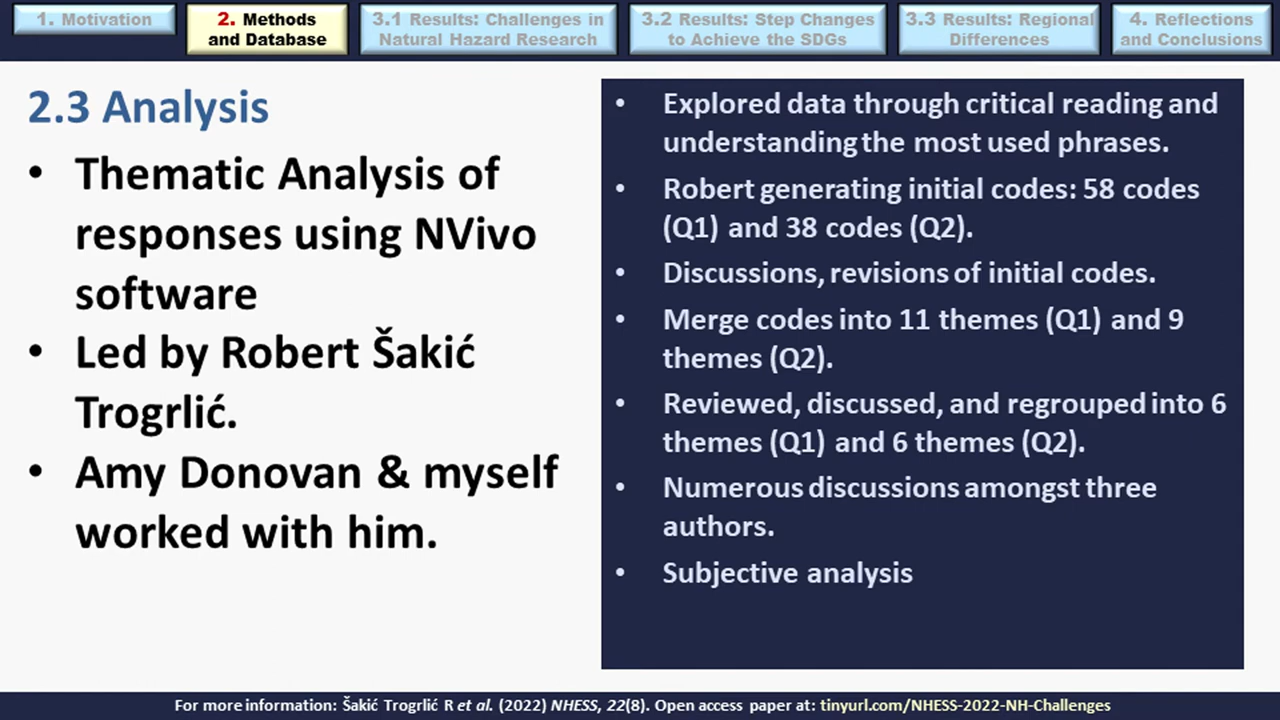 1. Motivation
2. Methods
and Database
3.1 Results: Challenges in
Natural Hazard Research
3.2 Results: Step Changes
to Achieve the SDGs
3.3 Results: Regional
Differences
4. Reflections
and Conclusions
2.3 Analysis
• Thematic Analysis of
responses using NVivo
software
• Led by Robert Šakić
Trogrlić.
• Amy Donovan & myself
worked with him.
• Explored data through critical reading and
understanding the most used phrases.
• Robert generating initial codes: 58 codes
(Q1) and 38 codes (Q2).
• Discussions, revisions of initial codes.
• Merge codes into 11 themes (Q1) and 9
themes (Q2).
• Reviewed, discussed, and regrouped into 6
themes (Q1) and 6 themes (Q2).
• Numerous discussions amongst three
authors.
• Subjective analysis
For more information: Šakić Trogrlić R et al. (2022) NHESS, 22(8). Open access paper at: tinyurl.com/NHESS-2022-NH-Challenges